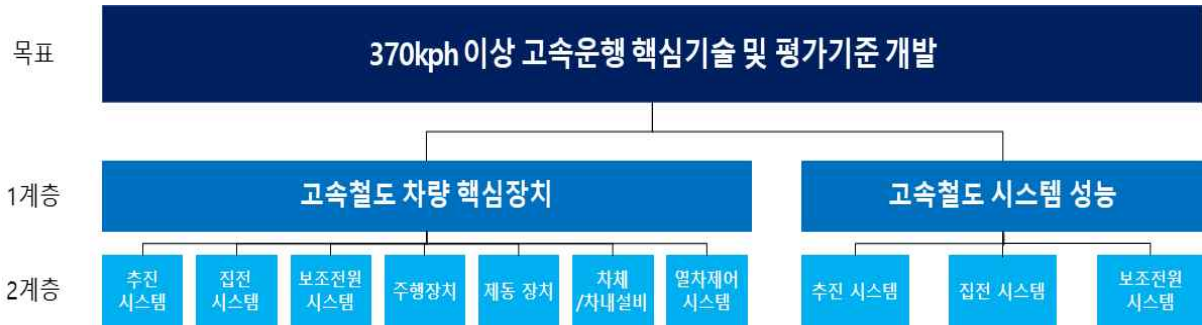 목표
370kph 이상 고속운행 핵심기술 및 평가기준 개발
1계층
고속철도 차량 핵심장치
고속철도 시스템 성능
2계층
추진
시스템
집전
시스템
보조전원
시스템
주행장치
제동 장치
차체
/차내설비
열차제어
시스템
추진 시스템
집전 시스템
보조전원
시스템